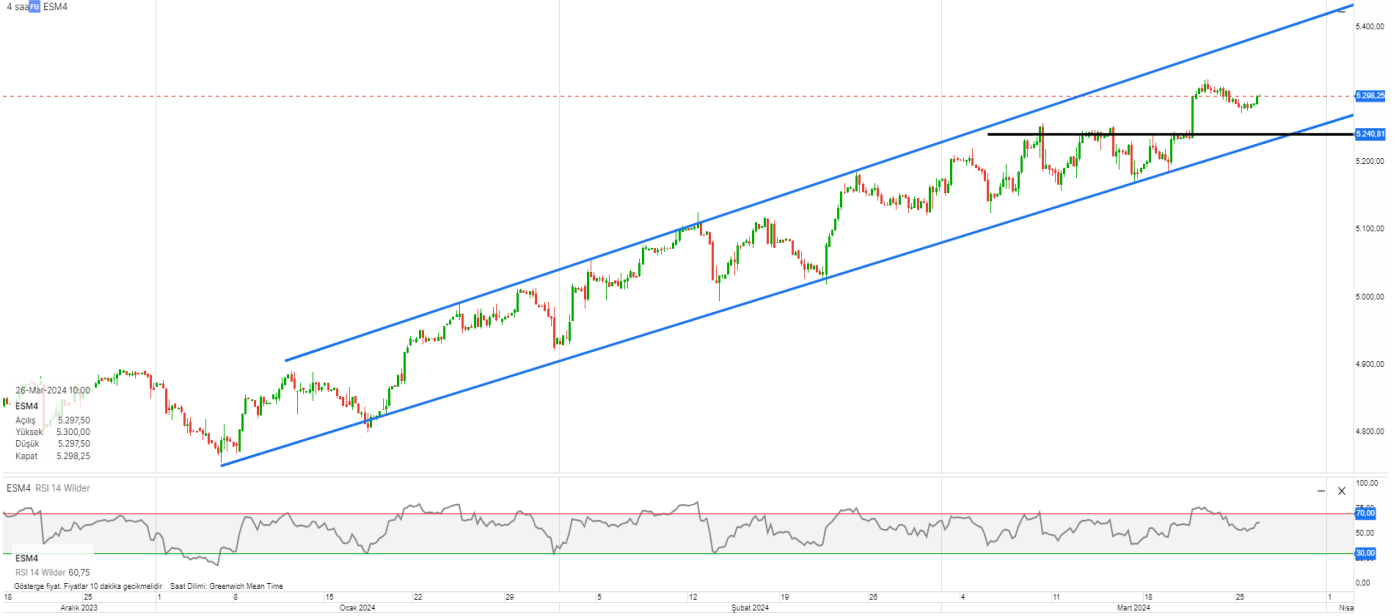 4 saa FU ESM4
5.400,00
5.298,25
5.240,81
5.200,00
5.100,00
5.000,00
4.900,00
4.800,00
26-Mar-2024 10:00
ESM4
Açılış 5.297,50
Yüksek 5.300,00
Düşük 5.297,50
Kapat 5.298,25
ESM4 RSI 14 Wilder
100,00
70,00
50,00
30,00
0,00
ESM4
RSI 14 Wilder 60,75
Gösterge fiyat. Fiyatlar 10 dakika gecikmelidir Saat Dilimi: Greenwich Mean Time
18 25 1 8 15 22 29 5 12 19 26 4 11 18 25 1
Aralık 2023 Ocak 2024 Şubat 2024 Mart 2024 Nisa